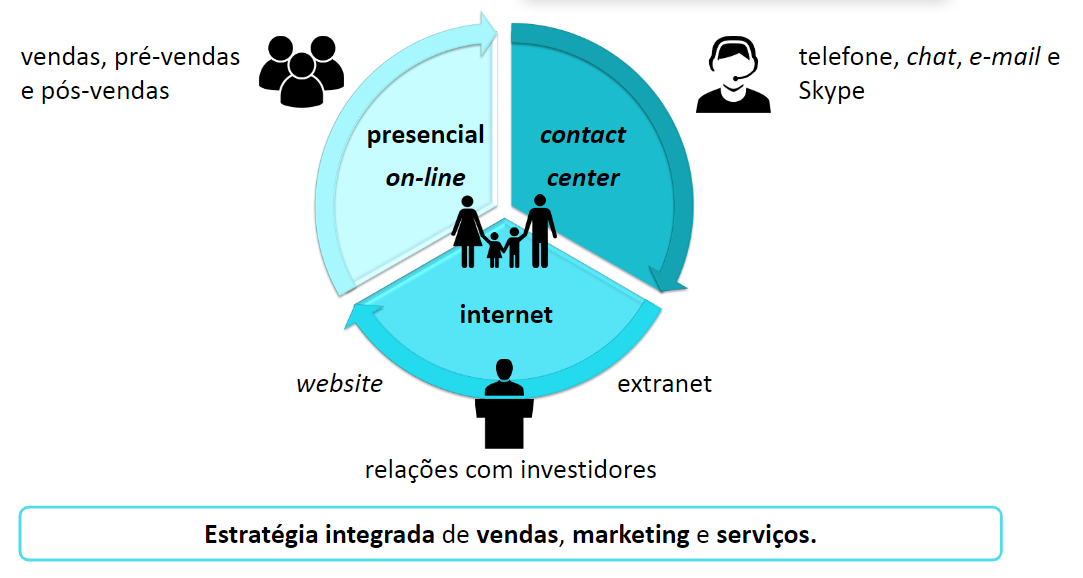 vendas, pré-vendas
e pós-vendas
presencial
on-line
contact
center
telefone, chat, e-mail e
Skype
internet
website
extranet
relações com investidores
Estratégia integrada de vendas, marketing e serviços.